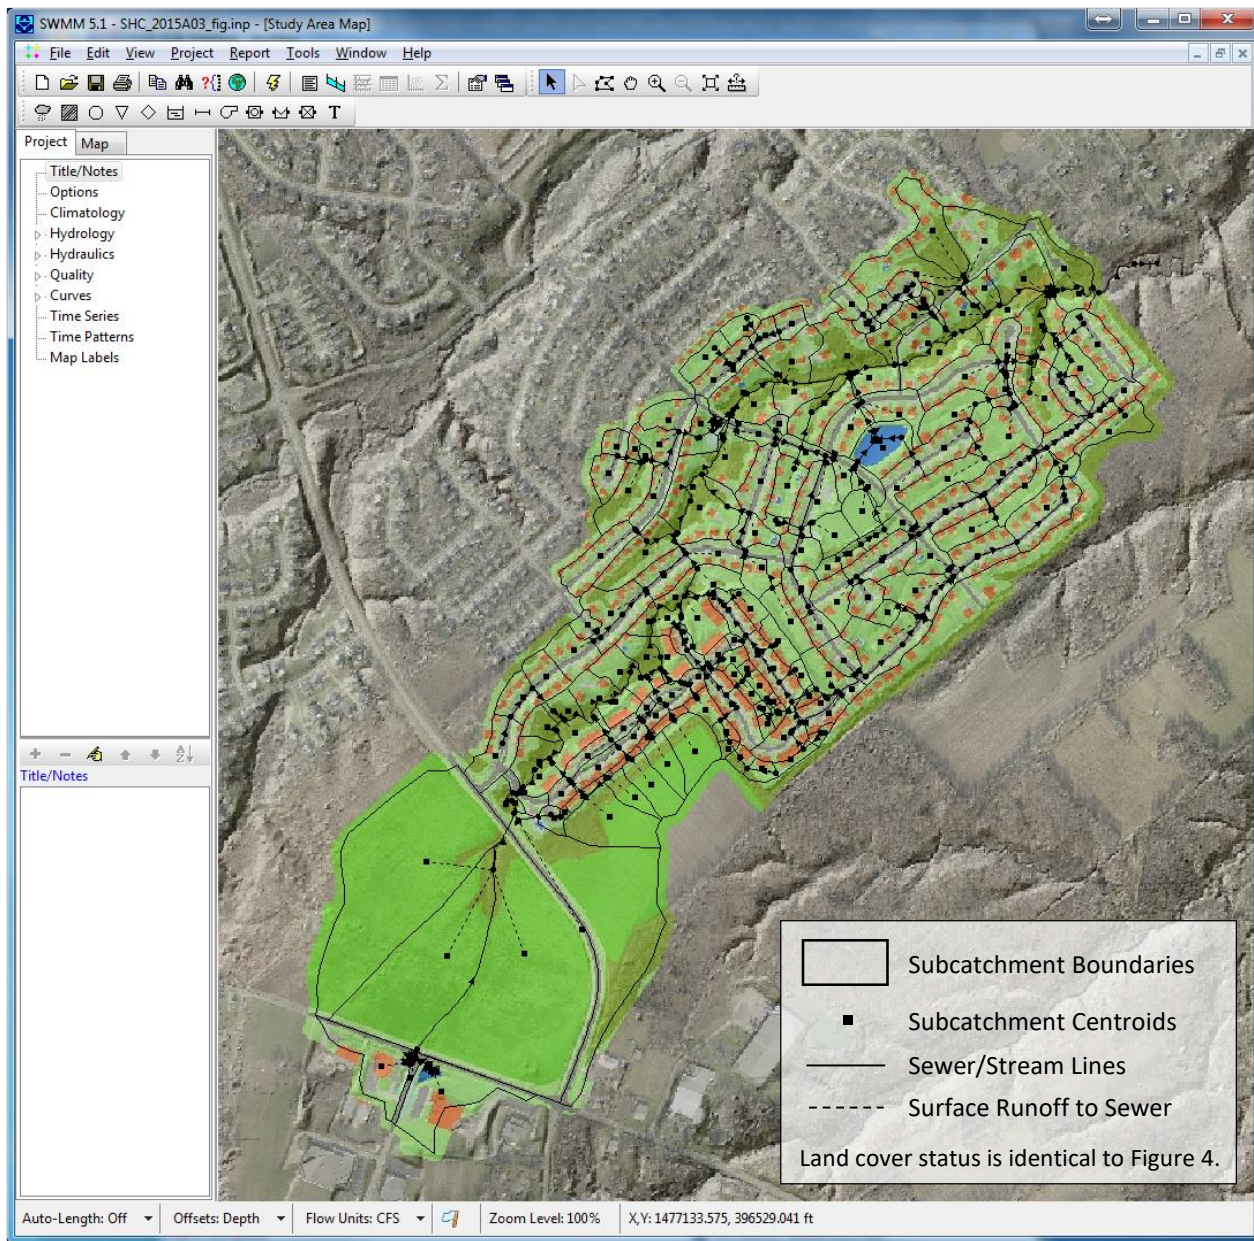 SWMM 5.1 - SHC_2015A03_fig.inp - [Study Area Map]
File Edit View Project Report Tools Window Help
T
Project Map
Title/Notes
Options
Climatology
Hydrology
Hydraulics
Quality
Curves
Time Series
Time Patterns
Map Labels
Title/Notes
Subcatchment Boundaries
Subcatchment Centroids
Sewer/Stream Lines
Surface Runoff to Sewer
Land cover status is identical to Figure 4.
Auto-Length: Off Offsets: Depth Flow Units: CFS Zoom Level: 100% X,Y: 1477133.575, 396529.041 ft